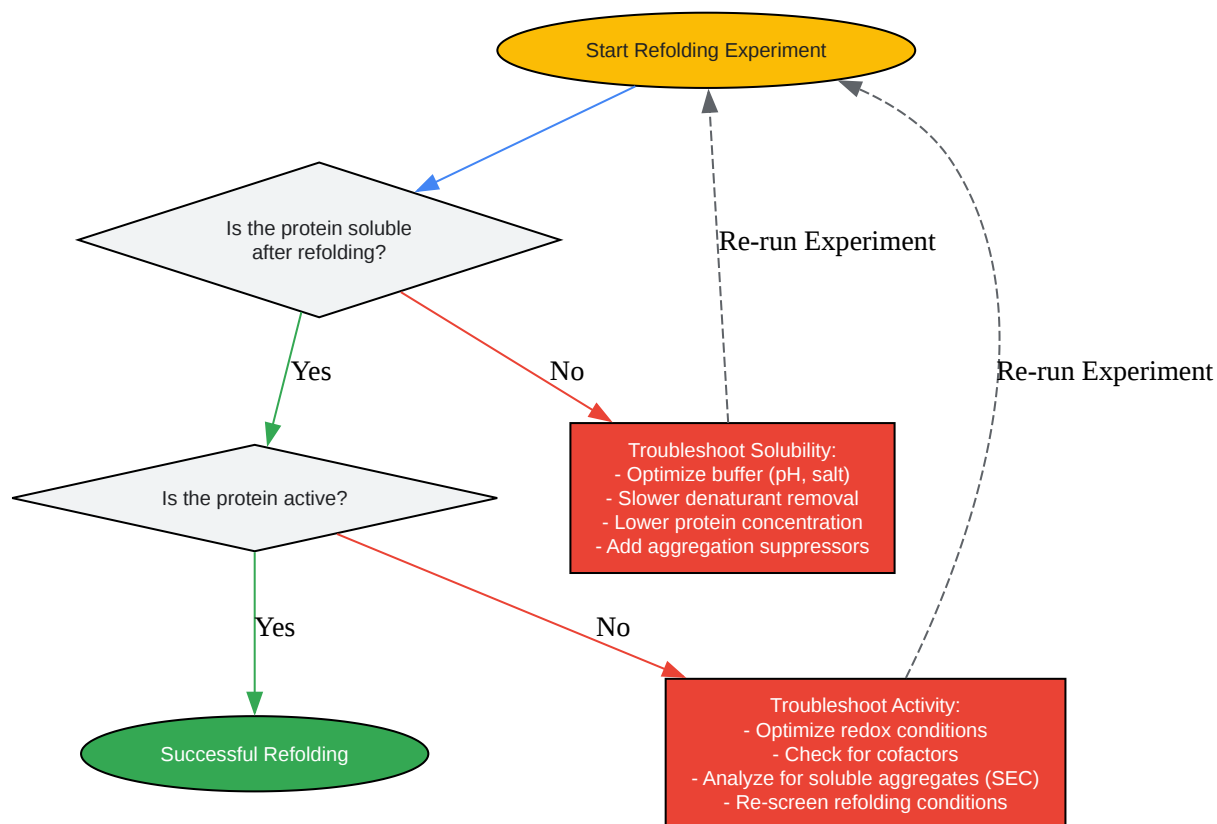 Start Refolding Experiment
Is the protein soluble
after refolding?
Re-run Experiment
Yes
No
Re-run Experiment
Troubleshoot Solubility:
- Optimize buffer (pH, salt)
- Slower denaturant removal
- Lower protein concentration
- Add aggregation suppressors
Is the protein active?
Yes
No
Successful Refolding
Troubleshoot Activity:
- Optimize redox conditions
- Check for cofactors
- Analyze for soluble aggregates (SEC)
- Re-screen refolding conditions